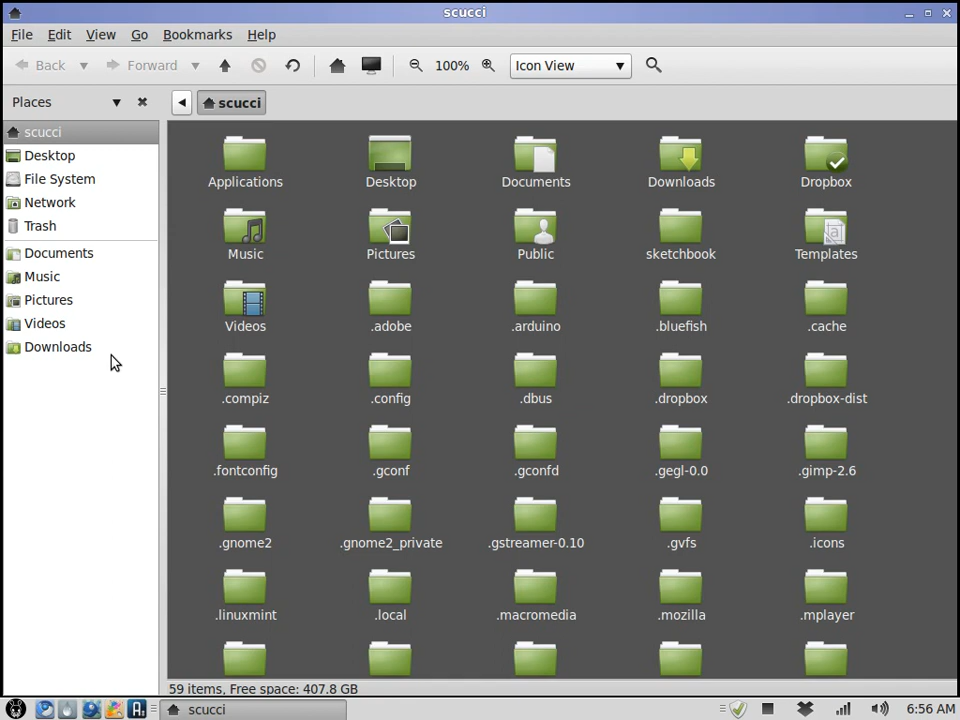 scucci
File Edit View Go Bookmarks Help
Back Forward 100% Icon View
Places scucci
scucci
Desktop
File System
Network
Trash
Documents
Music
Pictures
Videos
Downloads
Applications Desktop Documents Downloads Dropbox
Music Pictures Public sketchbook Templates
Videos .adobe .arduino .bluefish .cache
.compiz .config .dbus .dropbox .dropbox-dist
.fontconfig .gconf .gconfd .gegl-0.0 .gimp-2.6
.gnome2 .gnome2_private .gstreamer-0.10 .gvfs .icons
.linuxmint .local .macromedia .mozilla .mplayer
59 items, Free space: 407.8 GB
scucci 6:56 AM